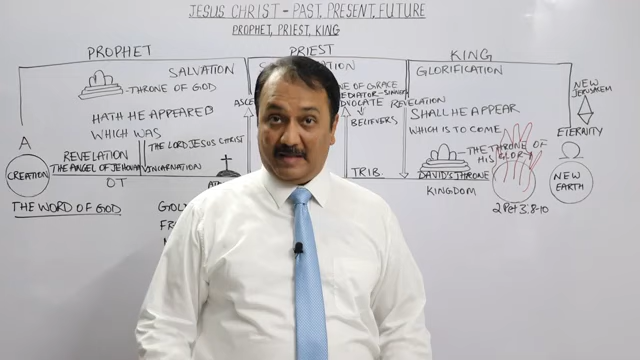 JESUS CHRIST - PAST, PRESENT, FUTURE
PROPHET, PRIEST, KING
PROPHET
PRIEST
KING
SALVATION
THRONE OF GOD
HATH HE APPEARED
WHICH WAS
THE LORD JESUS CHRIST
A
CREATION
REVELATION
THE ANGEL OF JEHOVAH
INCARNATION
OT
THE WORD OF GOD
OF GRACE
BELIEVERS
TRIB.
GLORIFICATION
REVELATION
SHALL HE APPEAR
WHICH IS TO COME
THE THRONE OF
HIS GLORY
DAVID'S THRONE
KINGDOM
2 Pet 3:8-10
NEW
JERUSALEM
ETERNITY
Ω
NEW
EARTH